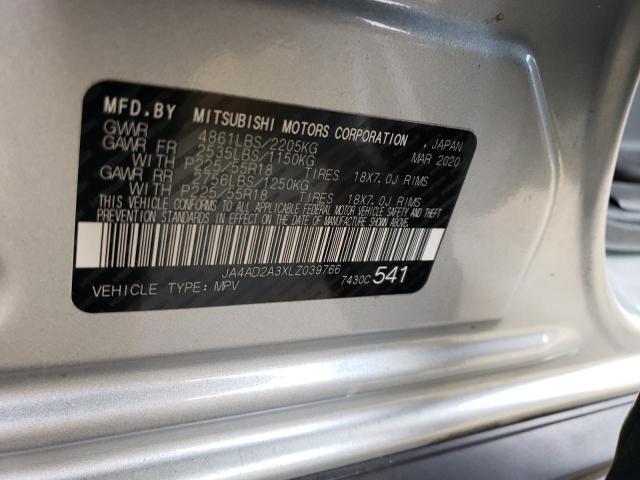 MFD.BY MITSUBISHI MOTORS CORPORATION, JAPAN
GVWR 4861LBS/2205KG MAR 2020
GAWR FR 2535LBS/1150KG
WITH P225/55R18 TIRES 18X7.0J RIMS
GAWR RR 2756LBS/1250KG
WITH P225/55R18 TIRES 18X7.0J RIMS
THIS VEHICLE CONFORMS TO ALL APPLICABLE FEDERAL MOTOR VEHICLE SAFETY AND THEFT
PREVENTION STANDARDS IN EFFECT ON THE DATE OF MANUFACTURE SHOWN ABOVE.
JA4AD2A3XLZ039766
VEHICLE TYPE: MPV 7430C 541